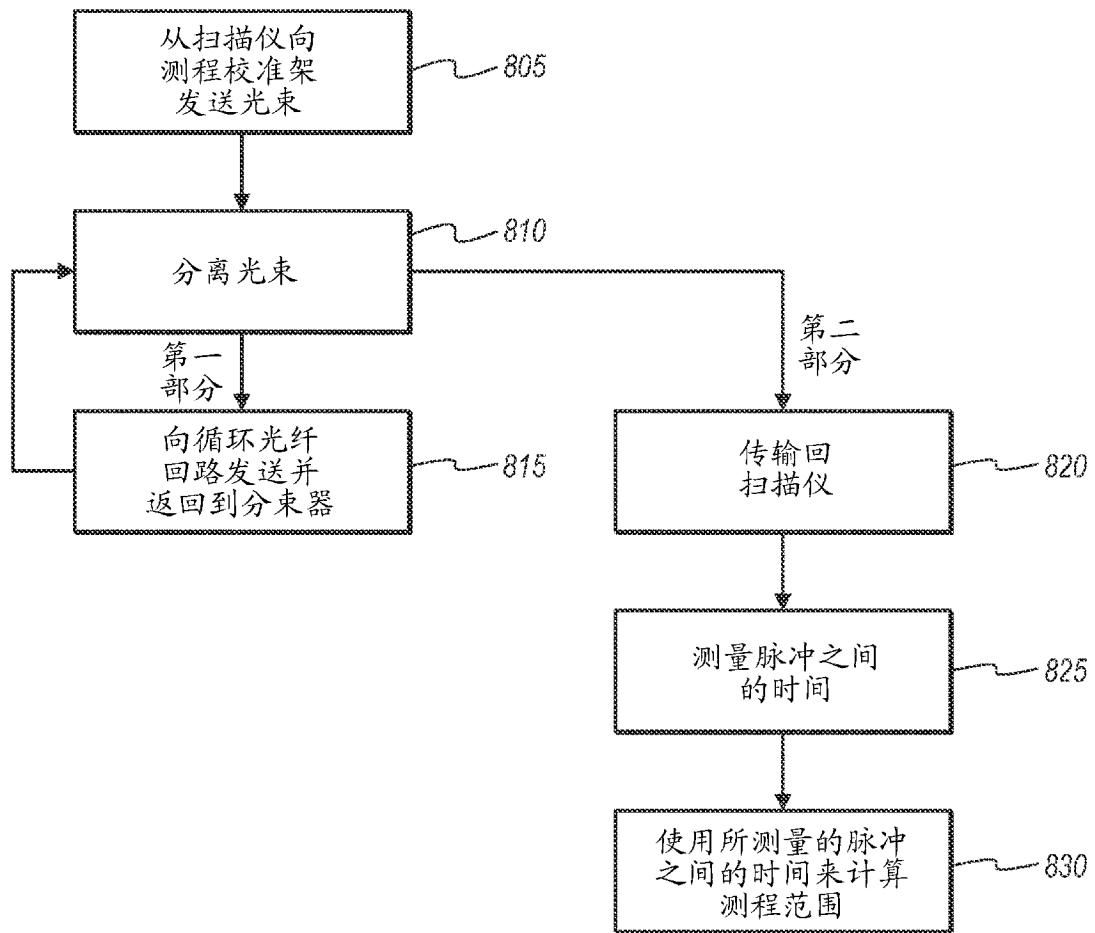 从扫描仪向
测程校准架
发送光束
805
分离光束
810
第一
部分
第二
部分
向循环光纤
回路发送并
返回到分束器
815
传输回
扫描仪
820
测量脉冲之间
的时间
825
使用所测量的脉冲
之间的时间来计算
测程范围
830